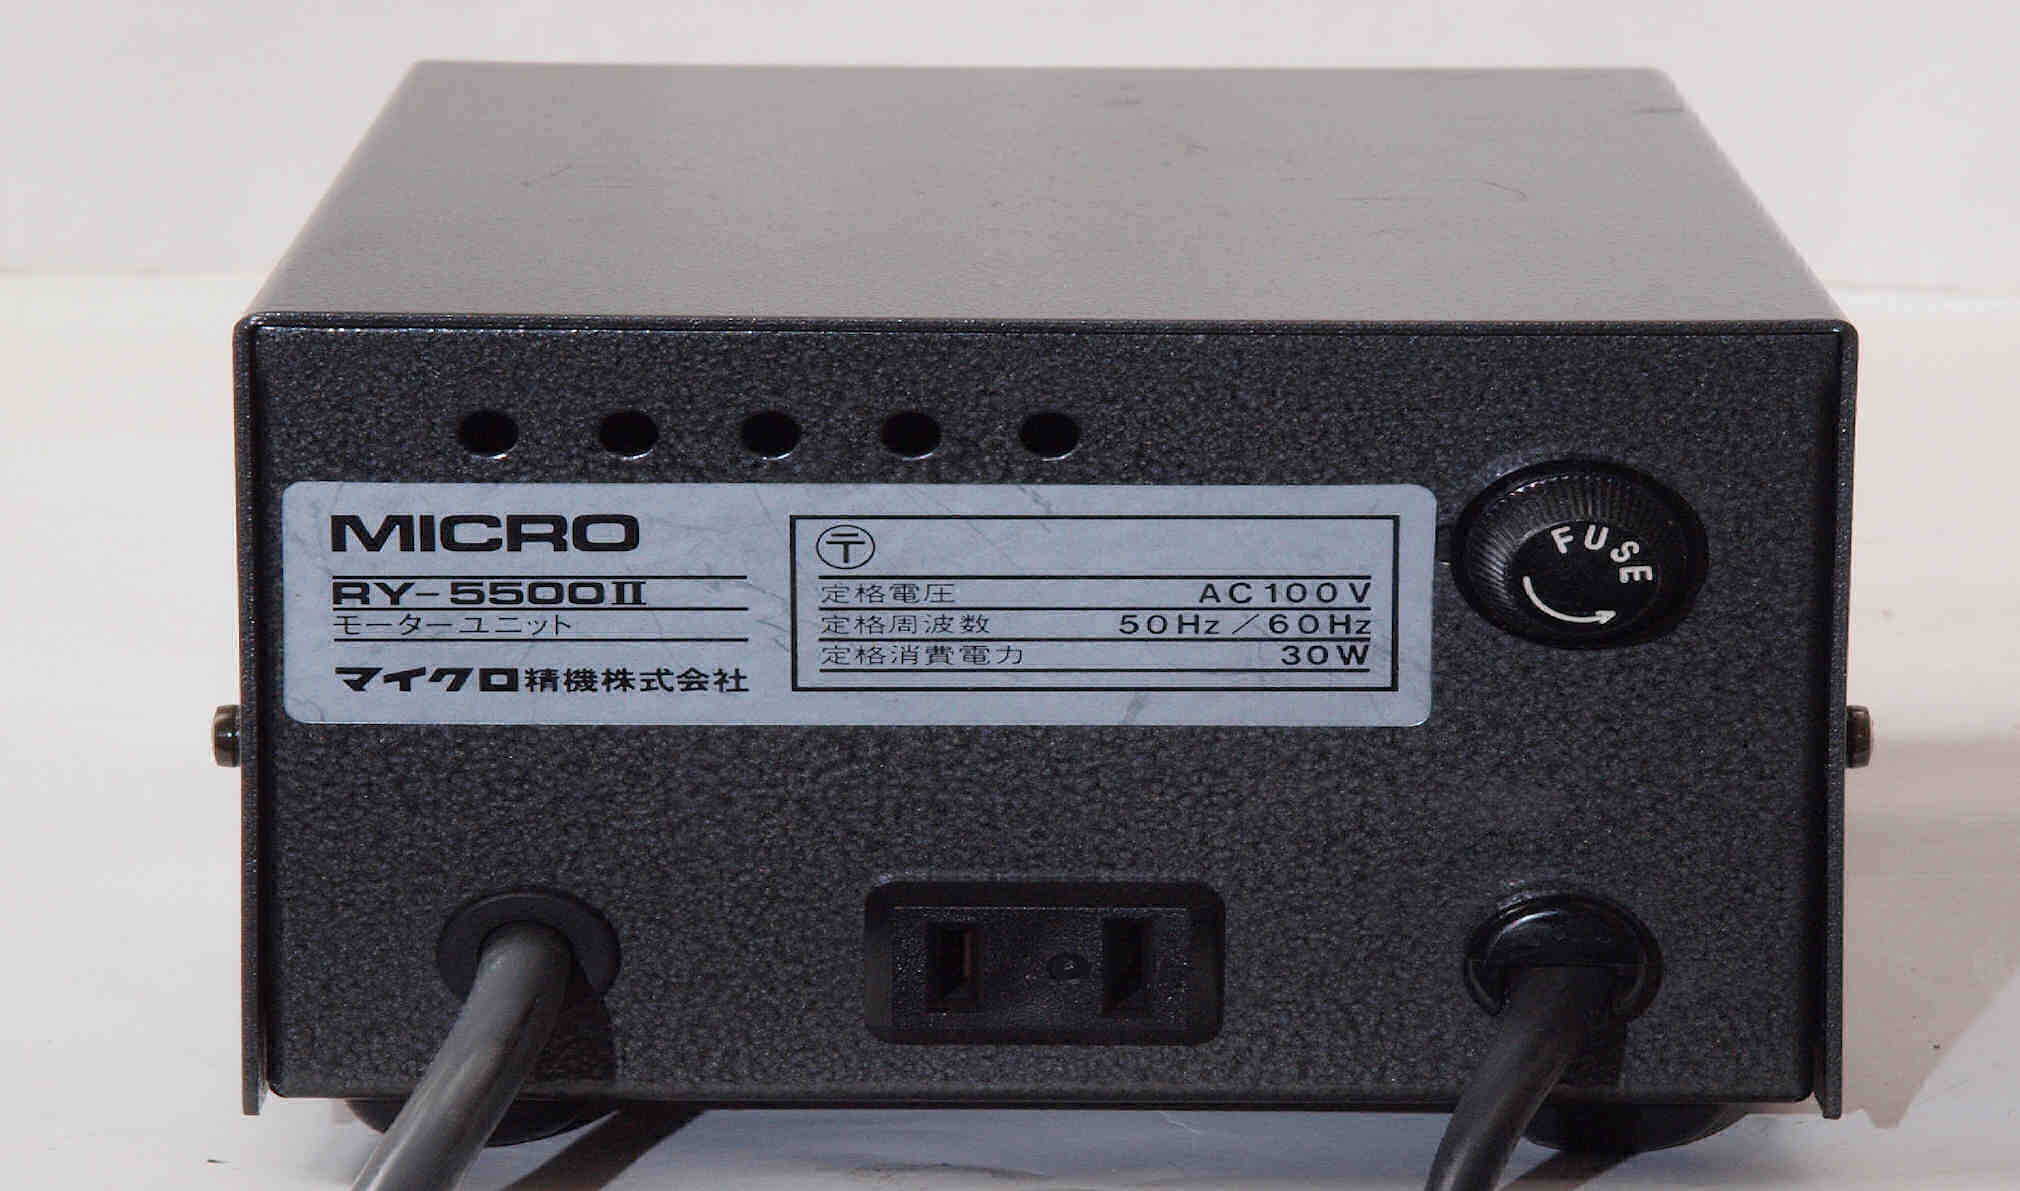 MICRO
RY-5500II
モーターユニット
マイクロ精機株式会社
〒
定格電圧 AC100V
定格周波数 50Hz/60Hz
定格消費電力 30W
FUSE